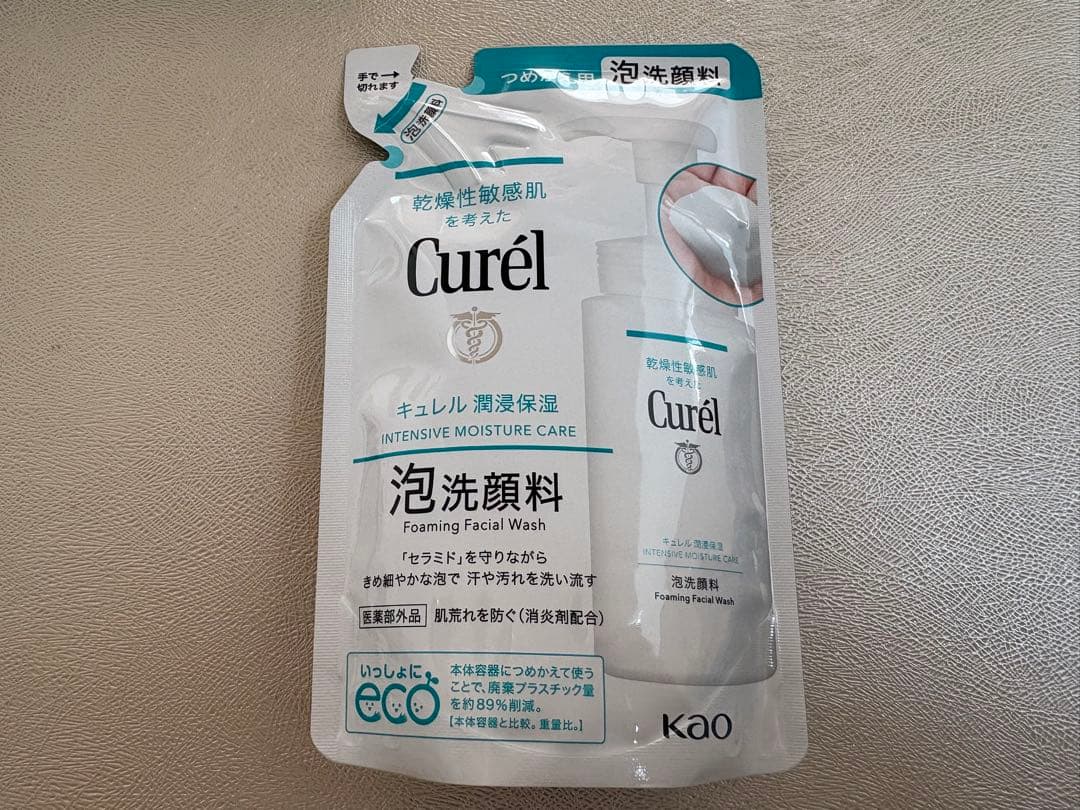 手で→
切れます
泡洗顔料
つめかえ用 泡洗顔料
乾燥性敏感肌
を考えた
Curél
キュレル 潤浸保湿
INTENSIVE MOISTURE CARE
泡洗顔料
Foaming Facial Wash
「セラミド」を守りながら
きめ細やかな泡で 汗や汚れを洗い流す
医薬部外品 肌荒れを防ぐ(消炎剤配合)
いっしょに
eco
本体容器につめかえて使う
ことで、廃棄プラスチック量
を約89%削減。
【本体容器と比較。重量比。】
乾燥性敏感肌
を考えた
Curél
キュレル 潤浸保湿
INTENSIVE MOISTURE CARE
泡洗顔料
Foaming Facial Wash
Kao